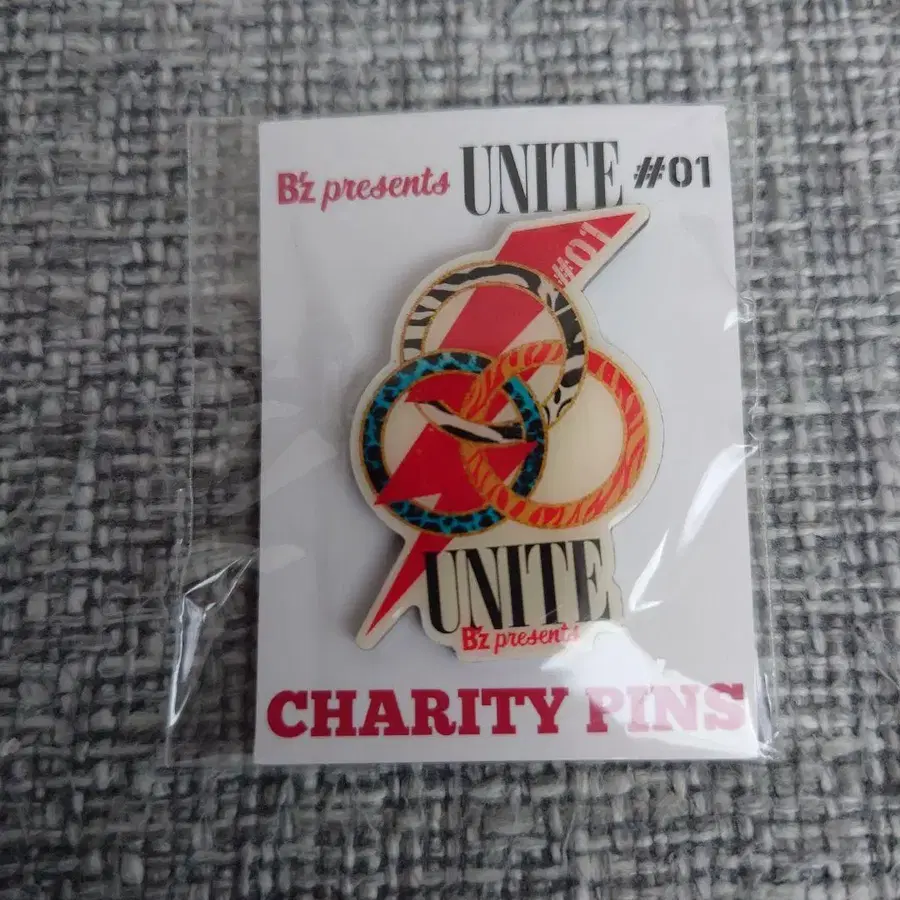 B'z presents UNITE #01
#01
UNITE
B'z presents
CHARITY PINS